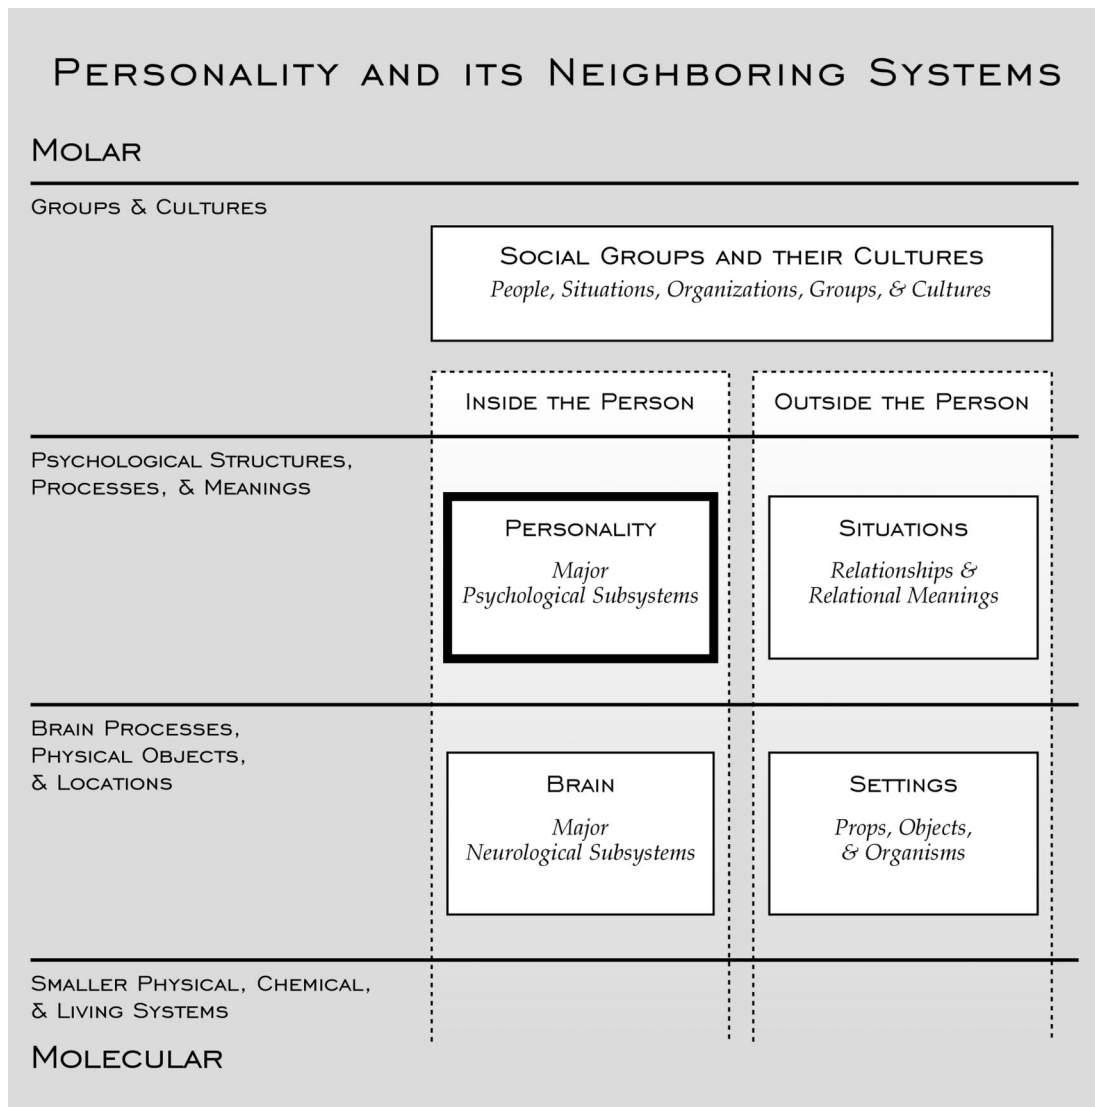 PERSONALITY AND ITS NEIGHBORING SYSTEMS
MOLAR
GROUPS & CULTURES
SOCIAL GROUPS AND THEIR CULTURES
People, Situations, Organizations, Groups, & Cultures
INSIDE THE PERSON
OUTSIDE THE PERSON
PSYCHOLOGICAL STRUCTURES,
PROCESSES, & MEANINGS
PERSONALITY
Major
Psychological Subsystems
SITUATIONS
Relationships &
Relational Meanings
BRAIN PROCESSES,
PHYSICAL OBJECTS,
& LOCATIONS
BRAIN
Major
Neurological Subsystems
SETTINGS
Props, Objects,
& Organisms
SMALLER PHYSICAL, CHEMICAL,
& LIVING SYSTEMS
MOLECULAR